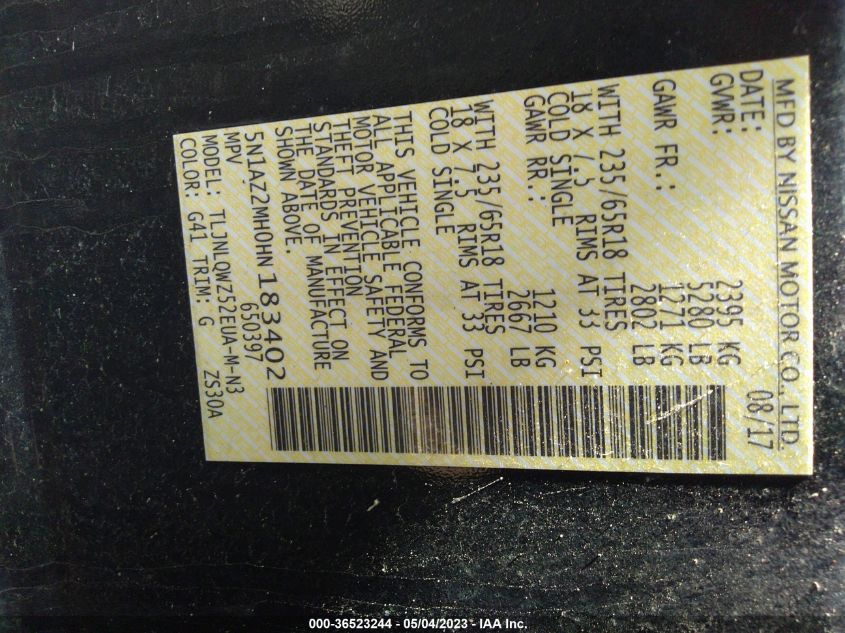 MFD BY NISSAN MOTOR CO., LTD.
DATE: 08/17
GVWR: 2395 KG
5280 LB
GAWR FR.: 1271 KG
2802 LB
WITH 235/65R18 TIRES
18 X 7.5 RIMS AT 33 PSI
COLD SINGLE
GAWR RR.: 1210 KG
2667 LB
WITH 235/65R18 TIRES
18 X 7.5 RIMS AT 33 PSI
COLD SINGLE
THIS VEHICLE CONFORMS TO
ALL APPLICABLE FEDERAL
MOTOR VEHICLE SAFETY AND
THEFT PREVENTION
STANDARDS IN EFFECT ON
THE DATE OF MANUFACTURE
SHOWN ABOVE.
5N1AZ2MH0HN183402
MPV 650397
MODEL: TLJNLQWZ52EUA-M-N3
COLOR: G41 TRIM: G ZS30A
000-36523244 - 05/04/2023 - IAA Inc.